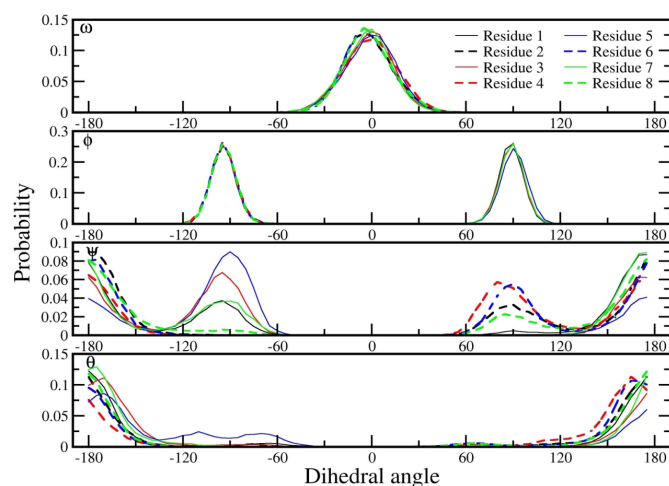 ω
0.15
0.1
0.05
0
-180 -120 -60 0 60 120 180
Residue 1 Residue 5
Residue 2 Residue 6
Residue 3 Residue 7
Residue 4 Residue 8
ϕ
0.3
0.2
0.1
0
-180 -120 -60 0 60 120 180
Probability
Ψ
0.1
0.08
0.06
0.04
0.02
0
-180 -120 -60 0 60 120 180
θ
0.15
0.1
0.05
0
-180 -120 -60 0 60 120 180
Dihedral angle